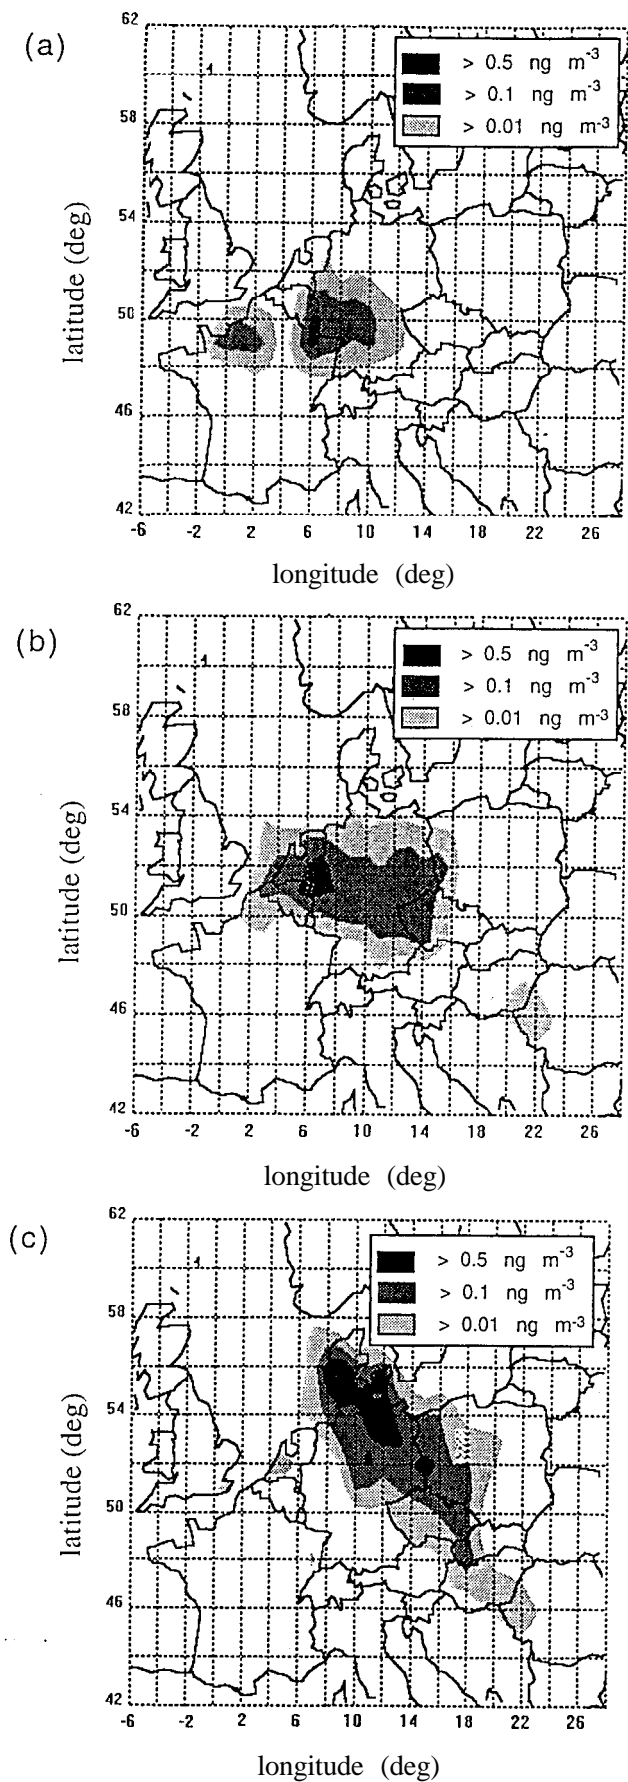 (a)
62
58
54
50
46
42
latitude (deg)
> 0.5 ng m-3
> 0.1 ng m-3
> 0.01 ng m-3
-6 -2 2 6 10 14 18 22 26
longitude (deg)
(b)
62
58
54
50
46
42
latitude (deg)
> 0.5 ng m-3
> 0.1 ng m-3
> 0.01 ng m-3
-6 -2 2 6 10 14 18 22 26
longitude (deg)
(c)
62
58
54
50
46
42
latitude (deg)
> 0.5 ng m-3
> 0.1 ng m-3
> 0.01 ng m-3
-6 -2 2 6 10 14 18 22 26
longitude (deg)